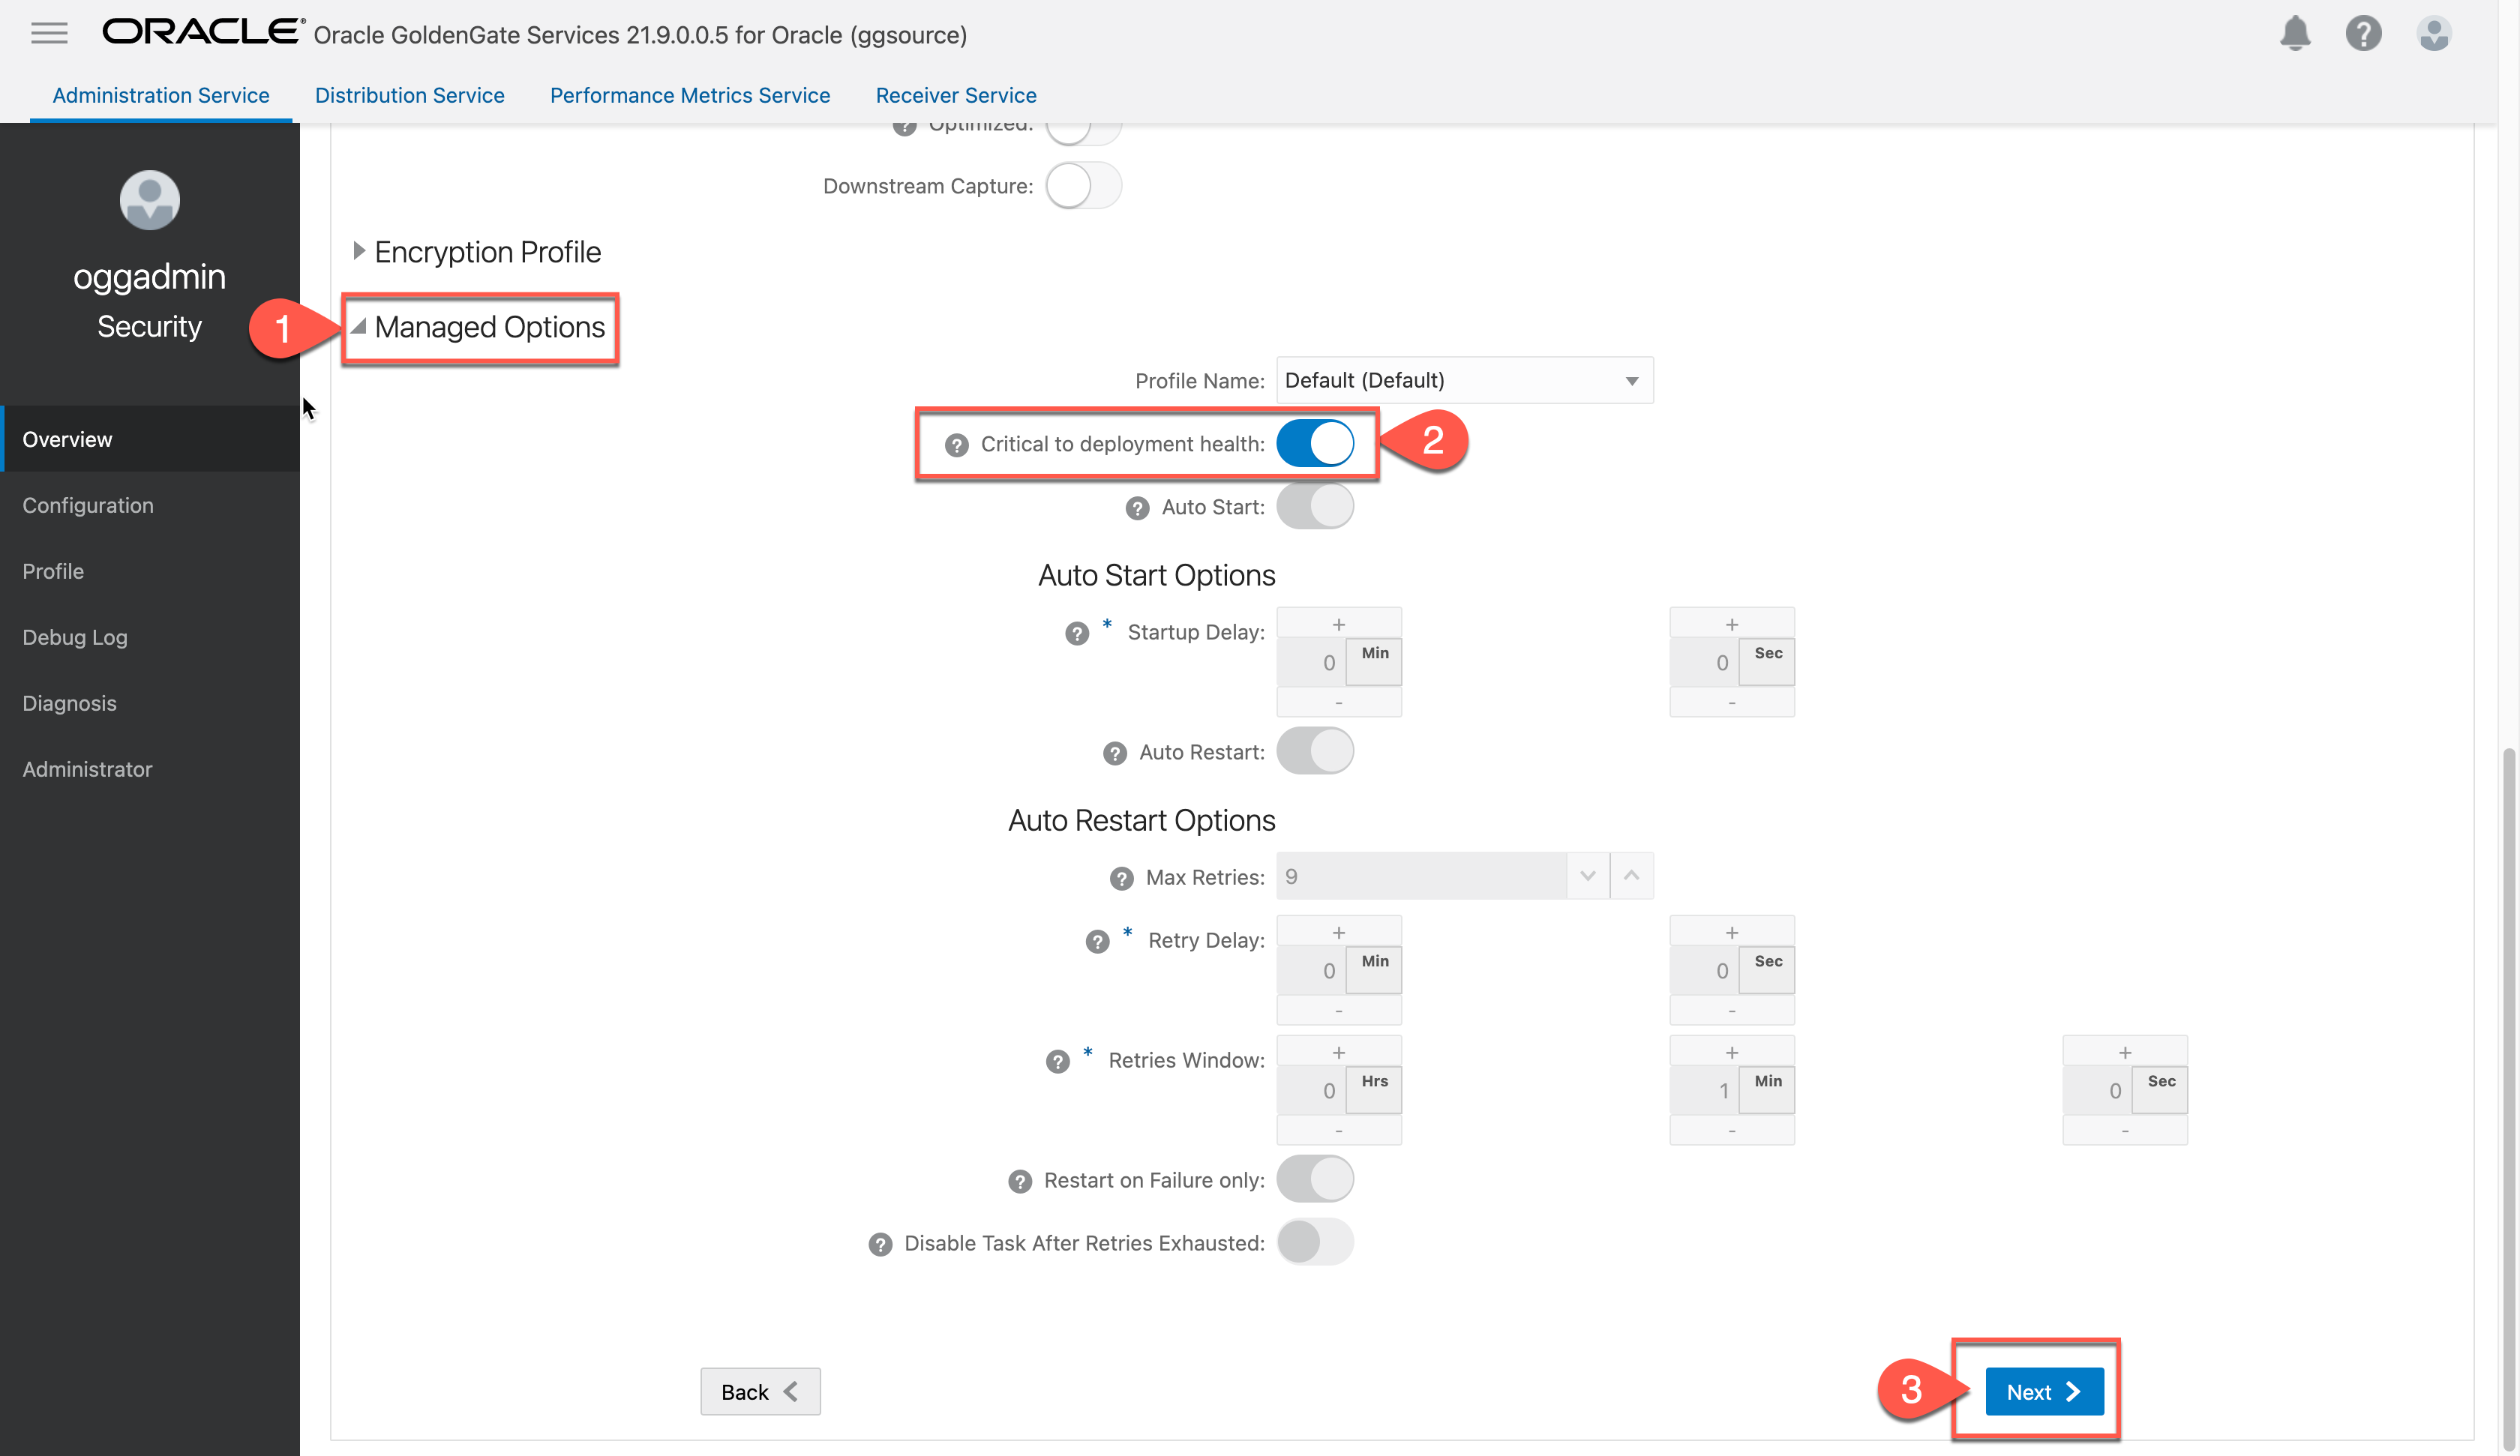 ORACLE® Oracle GoldenGate Services 21.9.0.0.5 for Oracle (ggsource)
?
Administration Service Distribution Service Performance Metrics Service Receiver Service
? Optimized:
Downstream Capture:
oggadmin
Security
Overview
Configuration
Profile
Debug Log
Diagnosis
Administrator
Encryption Profile
1 Managed Options
Profile Name: Default (Default)
? Critical to deployment health: 2
? Auto Start:
Auto Start Options
? * Startup Delay: + 0 Min - + 0 Sec -
? Auto Restart:
Auto Restart Options
? Max Retries: 9
? * Retry Delay: + 0 Min - + 0 Sec -
? * Retries Window: + 0 Hrs - + 1 Min - + 0 Sec -
? Restart on Failure only:
? Disable Task After Retries Exhausted:
Back
3 Next